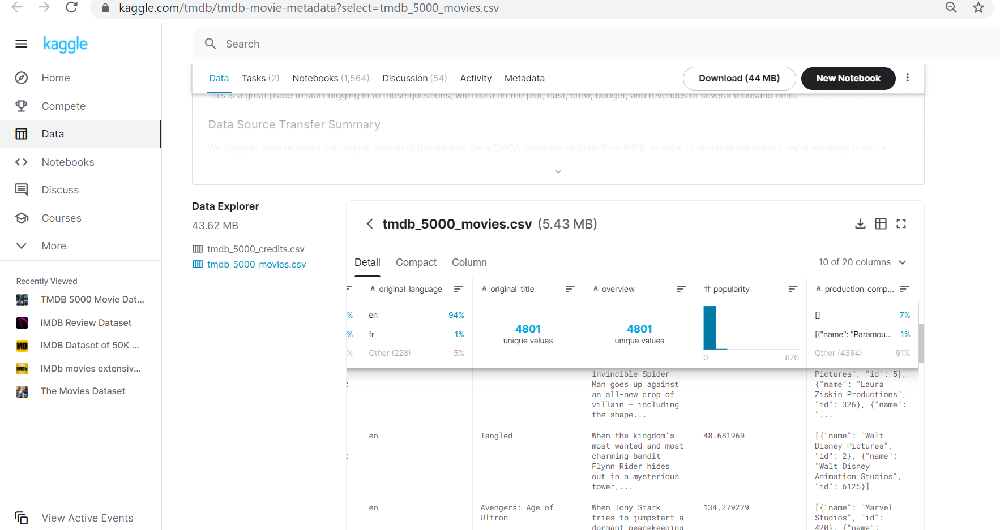 kaggle.com/tmdb/tmdb-movie-metadata?select=tmdb_5000_movies.csv
kaggle
Search
Home
Compete
Data
Notebooks
Discuss
Courses
More
Recently Viewed
TMDB 5000 Movie Dat...
IMDB Review Dataset
MD
IMDB Dataset of 50K ...
IMDb
IMDb movies extensiv...
The Movies Dataset
View Active Events
Data Tasks (2) Notebooks (1,564) Discussion (54) Activity Metadata Download (44 MB) New Notebook
This is a great place to start digging in to those questions, with data on the plot, cast, crew, budget, and revenues of several thousand films.
Data Source Transfer Summary
We (Kaggle) have removed the original version of this dataset per a DMCA takedown request from IMDB. In order to minimize the impact, we're replacing it with a
Data Explorer
43.62 MB
tmdb_5000_credits.csv
tmdb_5000_movies.csv
tmdb_5000_movies.csv (5.43 MB)
Detail Compact Column 10 of 20 columns
original_language original_title overview # popularity production_comp...
% en 94%
% fr 1%
% Other (228) 5%
4801
unique values
4801
unique values
0 876
[] 7%
[{"name": "Paramou... 1%
Other (4394) 91%
:
invincible Spider-
Man goes up against
an all-new crop of
villain — including
the shape...
Pictures", "id": 5},
{"name": "Laura
Ziskin Productions",
"id": 326}, {"name":
"...
:
en
Tangled
When the kingdom's
most wanted-and most
charming-bandit
Flynn Rider hides
out in a mysterious
tower,...
48.681969
[{"name": "Walt
Disney Pictures",
"id": 2}, {"name":
"Walt Disney
Animation Studios",
"id": 6125}]
en
Avengers: Age of
Ultron
When Tony Stark
tries to jumpstart a
dormant peacekeeping
134.279229
[{"name": "Marvel
Studios", "id":
420}, {"name":